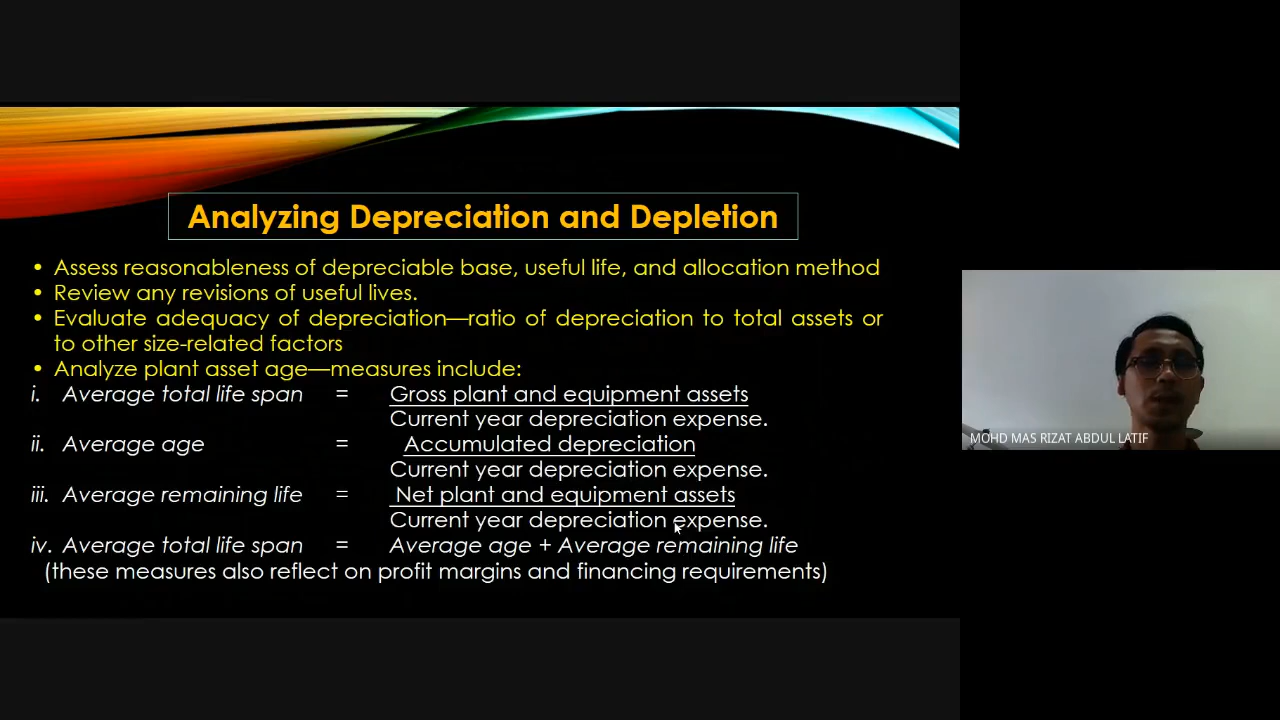 Analyzing Depreciation and Depletion
• Assess reasonableness of depreciable base, useful life, and allocation method
• Review any revisions of useful lives.
• Evaluate adequacy of depreciation—ratio of depreciation to total assets or
to other size-related factors
• Analyze plant asset age—measures include:
i. Average total life span = Gross plant and equipment assets
Current year depreciation expense.
ii. Average age = Accumulated depreciation
Current year depreciation expense.
iii. Average remaining life = Net plant and equipment assets
Current year depreciation expense.
iv. Average total life span = Average age + Average remaining life
(these measures also reflect on profit margins and financing requirements)
MOHD MAS RIZAT ABDUL LATIF